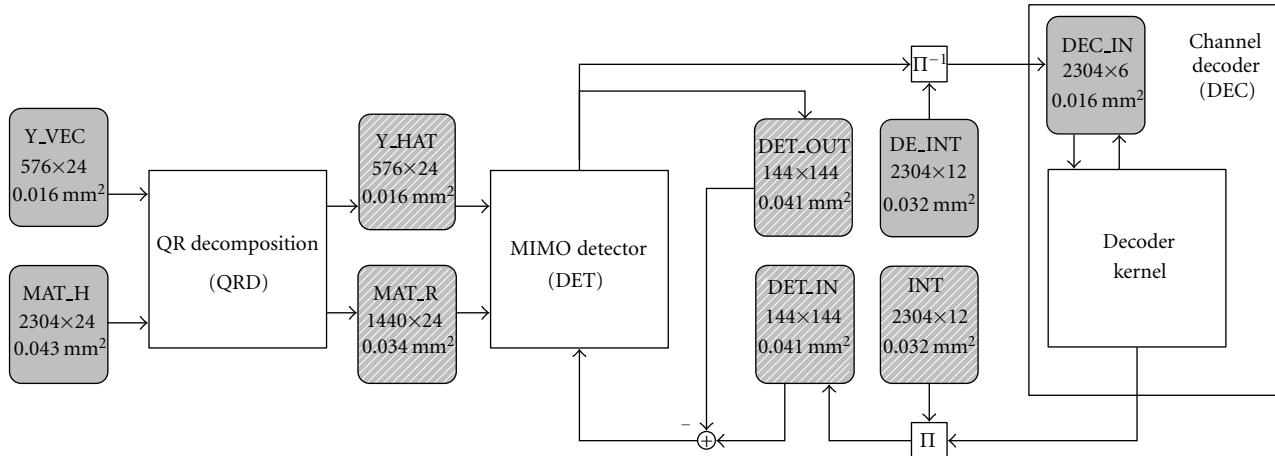 Y_VEC
576×24
0.016 mm²
MAT_H
2304×24
0.043 mm²
QR decomposition
(QRD)
Y_HAT
576×24
0.016 mm²
MAT_R
1440×24
0.034 mm²
MIMO detector
(DET)
DET_OUT
144×144
0.041 mm²
DET_IN
144×144
0.041 mm²
−
+
Π⁻¹
DE_INT
2304×12
0.032 mm²
INT
2304×12
0.032 mm²
Π
DEC_IN
2304×6
0.016 mm²
Channel
decoder
(DEC)
Decoder
kernel